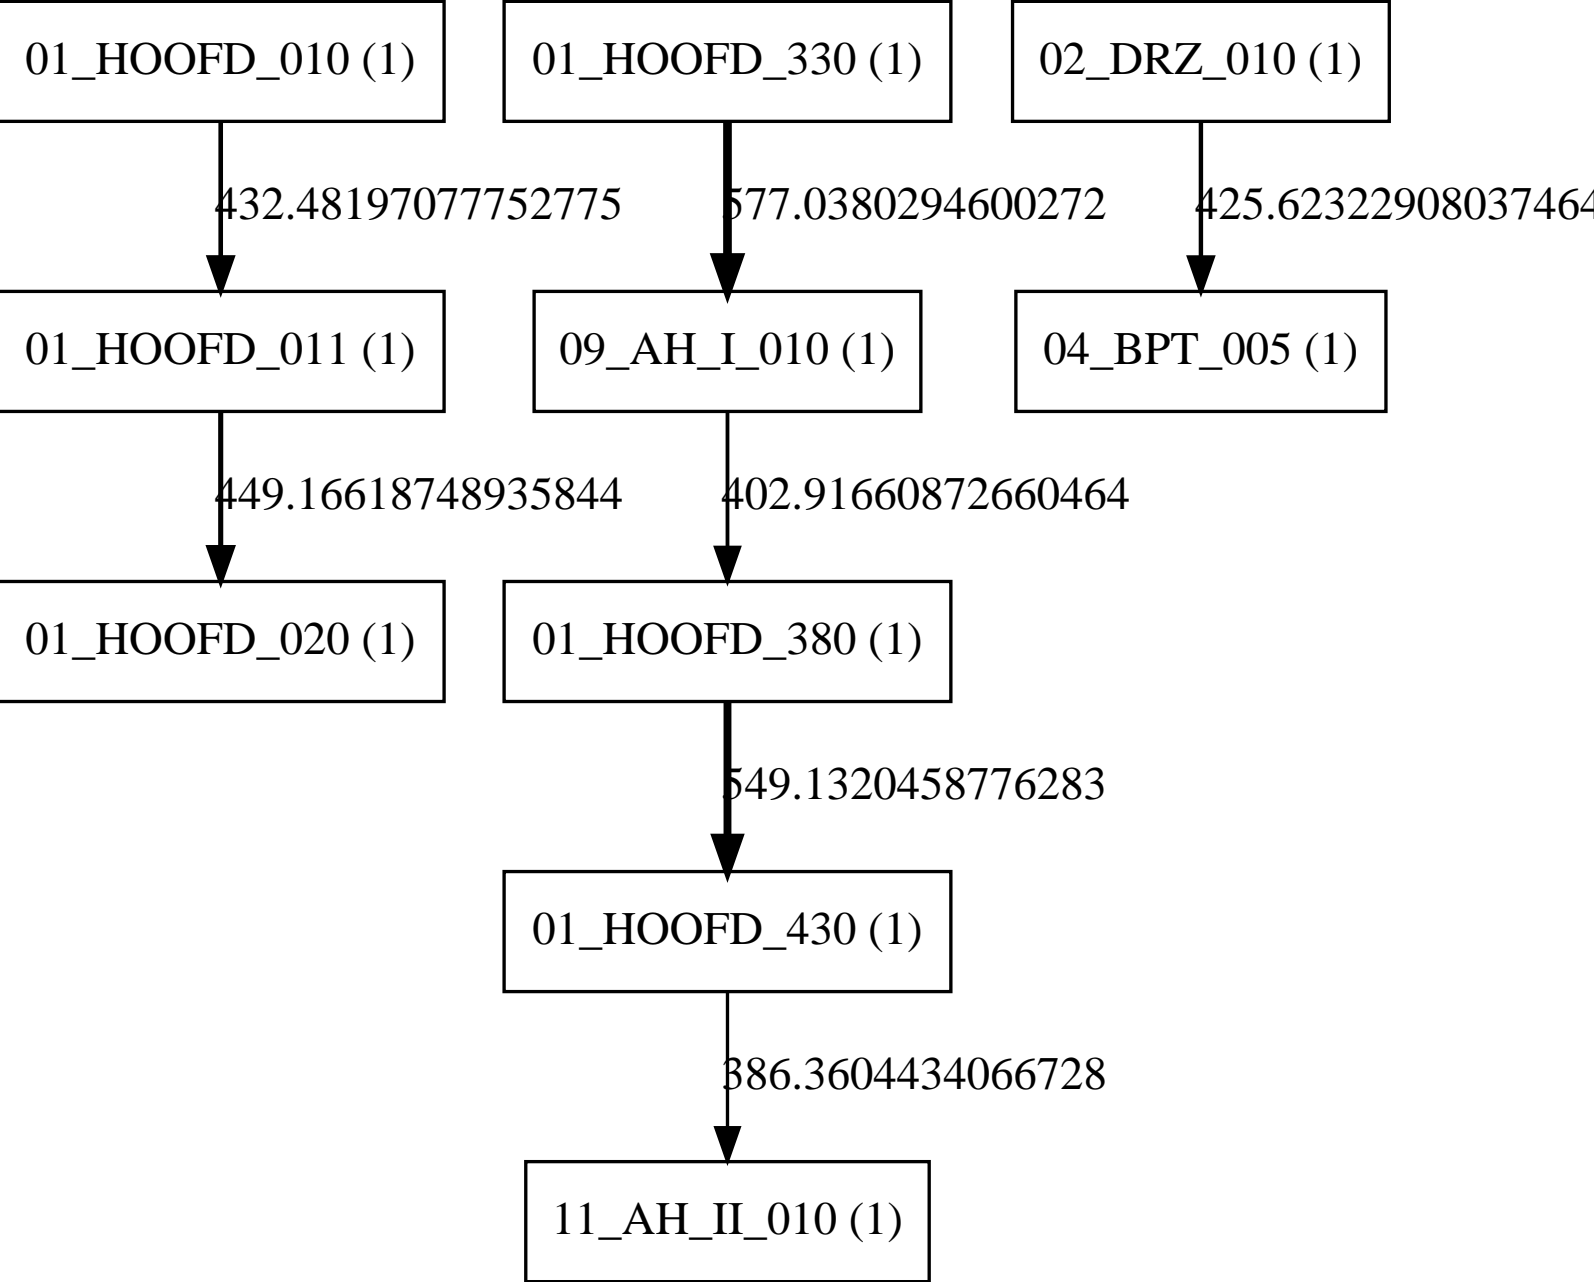 01_HOOFD_010 (1)
01_HOOFD_330 (1)
02_DRZ_010 (1)
432.48197077752775
577.0380294600272
425.62322908037464
01_HOOFD_011 (1)
09_AH_I_010 (1)
04_BPT_005 (1)
449.16618748935844
402.91660872660464
01_HOOFD_020 (1)
01_HOOFD_380 (1)
549.1320458776283
01_HOOFD_430 (1)
386.3604434066728
11_AH_II_010 (1)